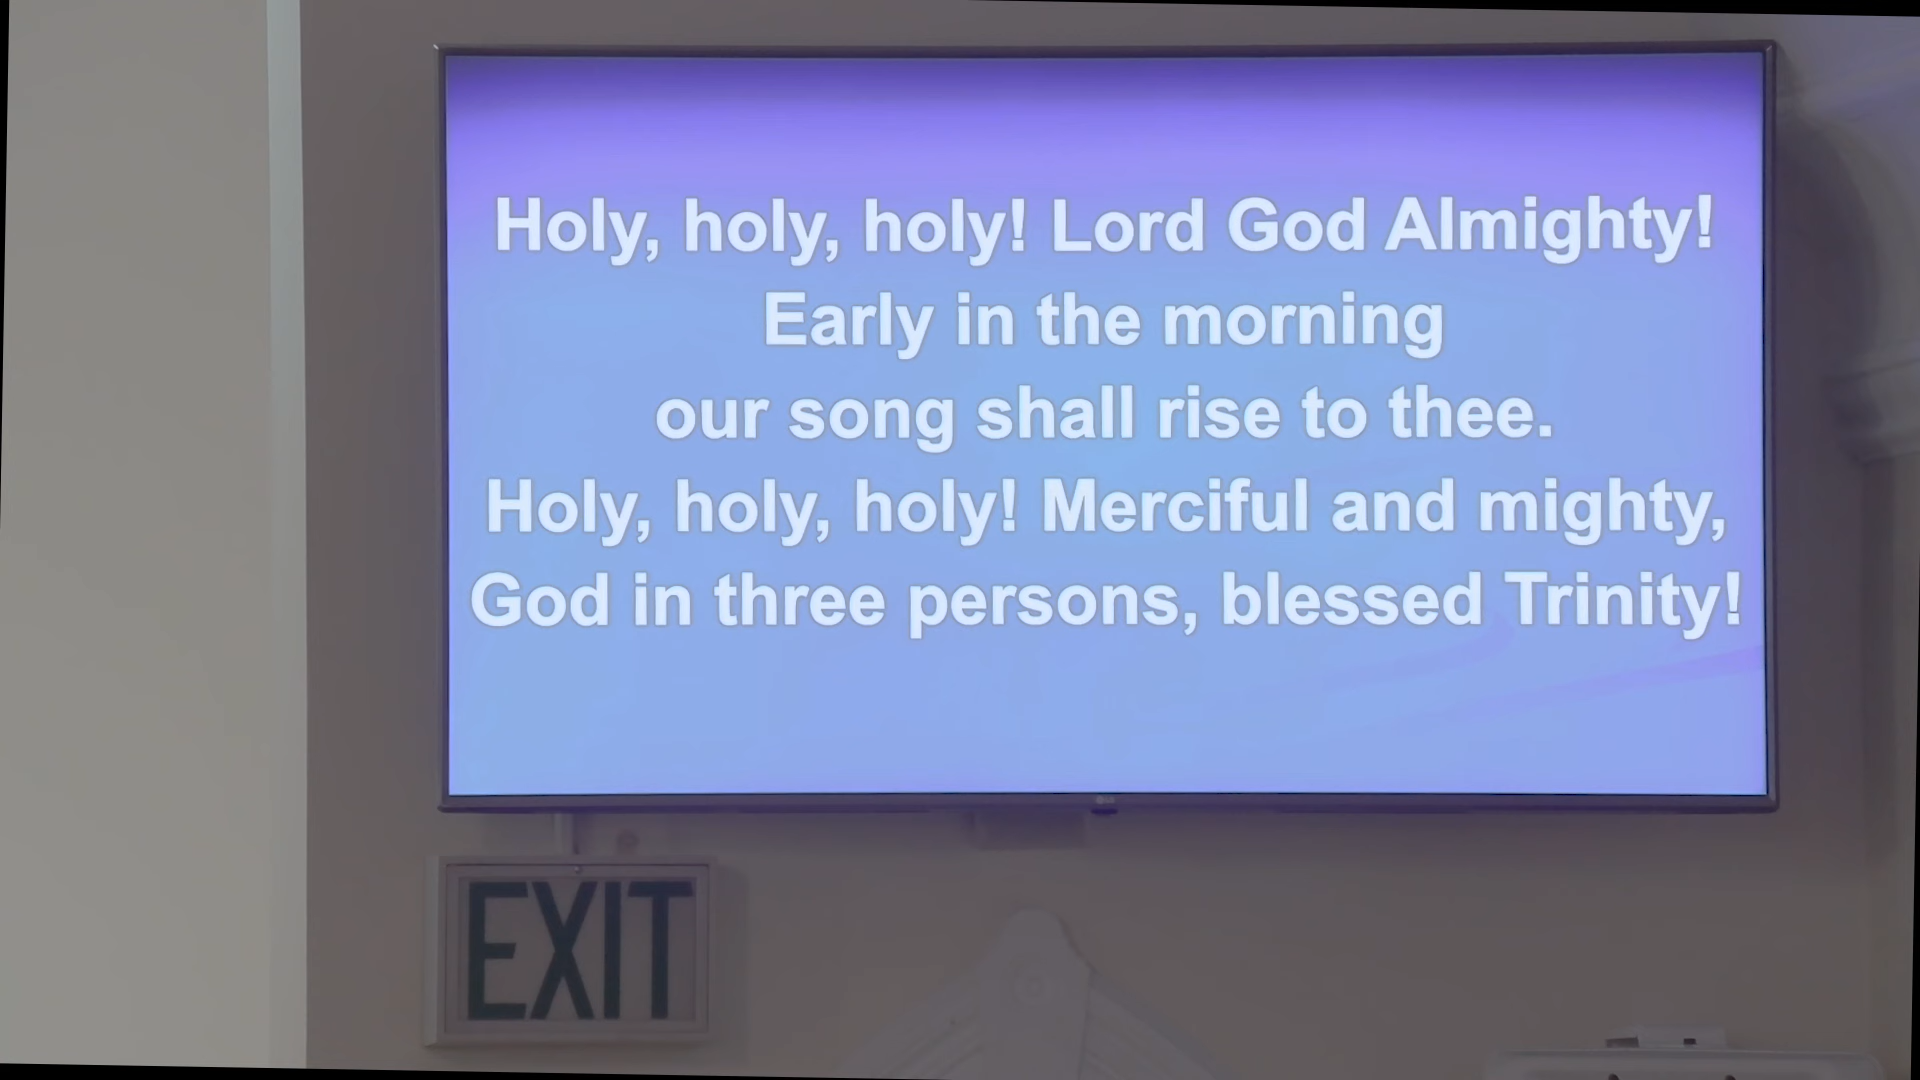 Holy, holy, holy! Lord God Almighty!
Early in the morning
our song shall rise to thee.
Holy, holy, holy! Merciful and mighty,
God in three persons, blessed Trinity!
EXIT